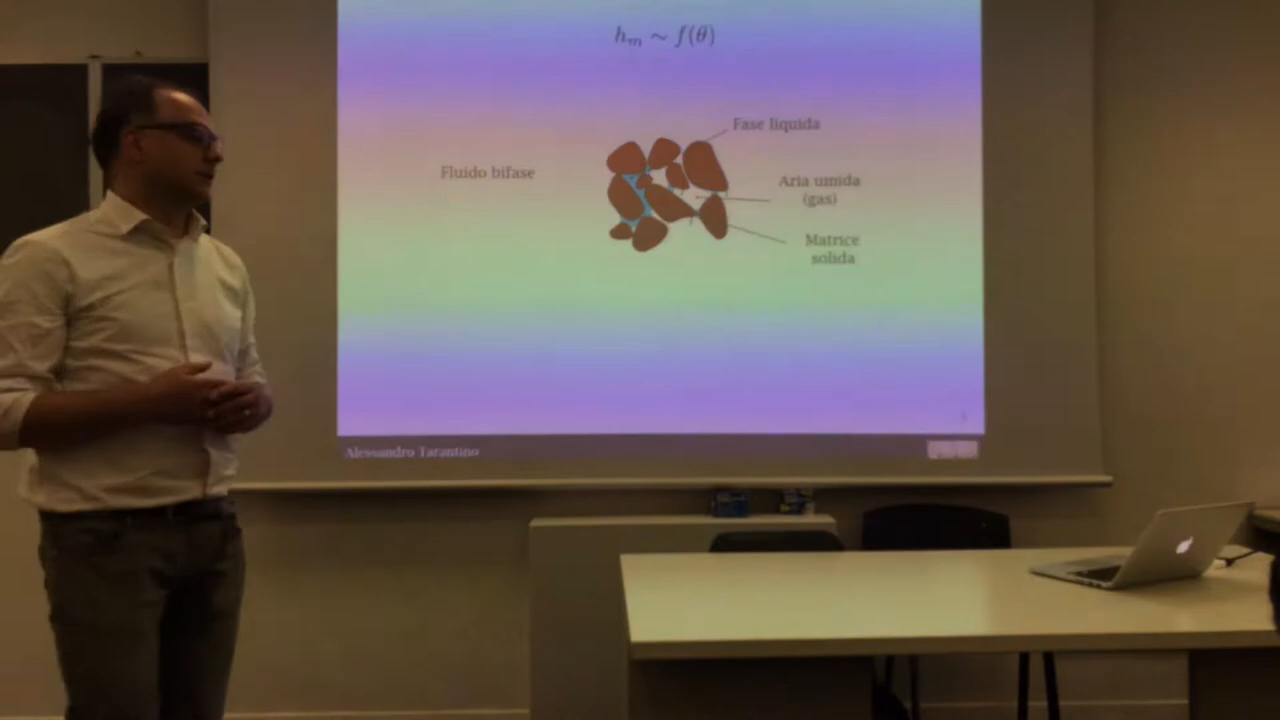 h_m ∼ f(θ)
Fase liquida
Fluido bifase
Aria umida
(gas)
Matrice
solida
Alessandro Tarantino